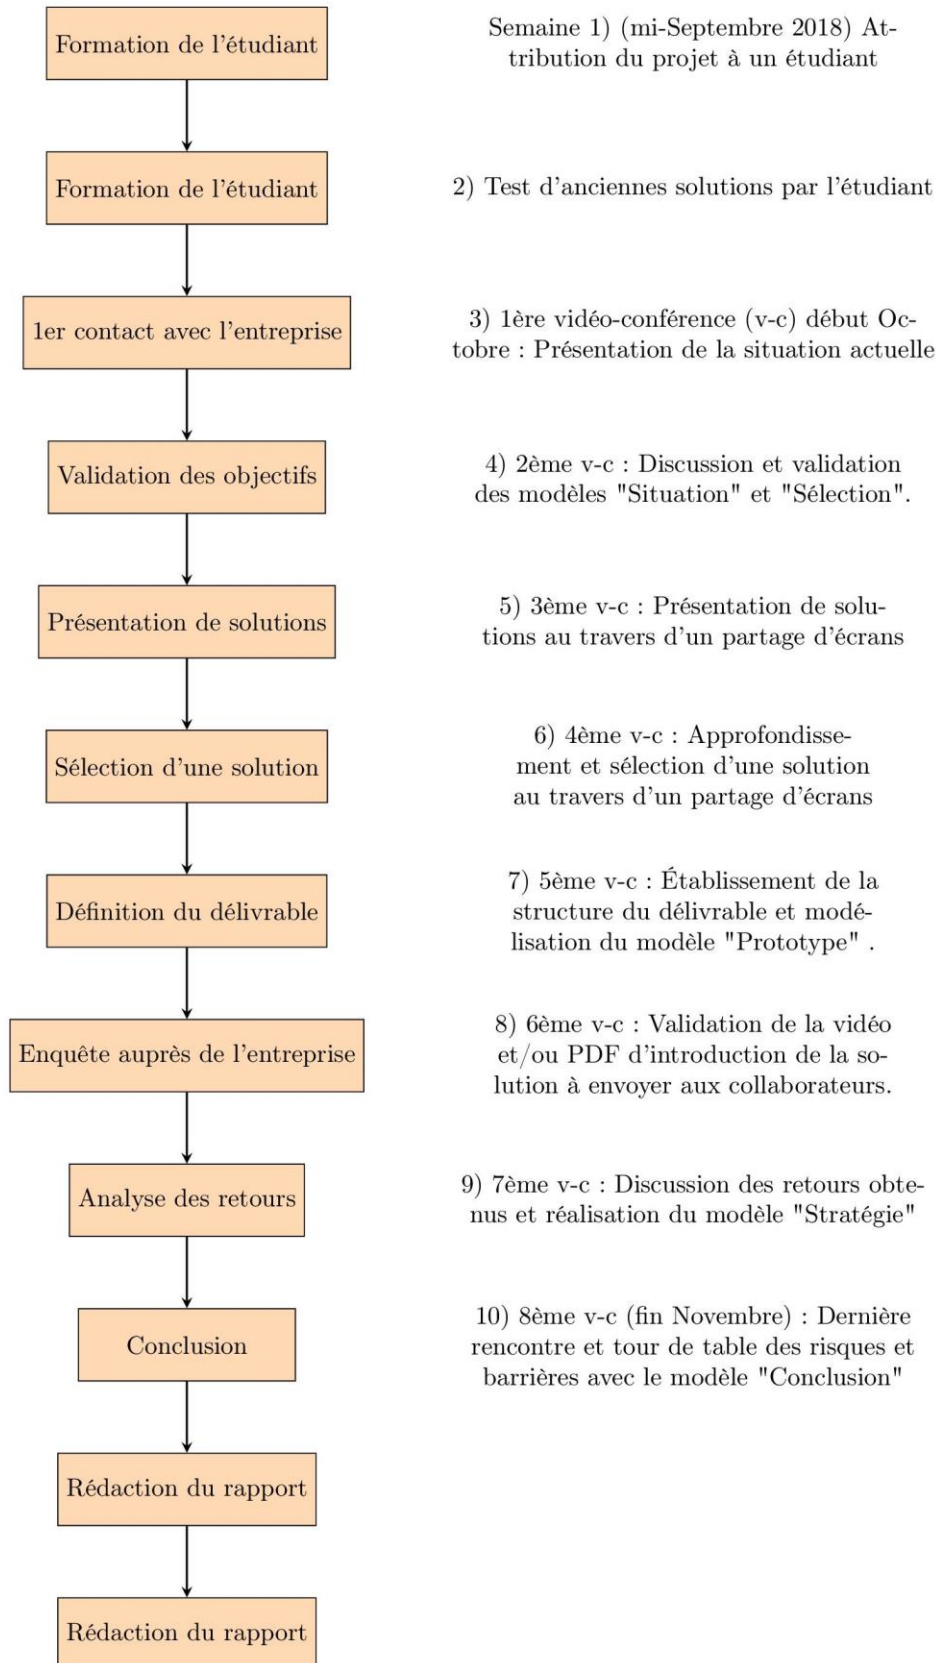 Formation de l'étudiant
Semaine 1) (mi-Septembre 2018) At-
tribution du projet à un étudiant
Formation de l'étudiant
2) Test d'anciennes solutions par l'étudiant
1er contact avec l'entreprise
3) 1ère vidéo-conférence (v-c) début Oc-
tobre : Présentation de la situation actuelle
Validation des objectifs
4) 2ème v-c : Discussion et validation
des modèles "Situation" et "Sélection".
Présentation de solutions
5) 3ème v-c : Présentation de solu-
tions au travers d'un partage d'écrans
Sélection d'une solution
6) 4ème v-c : Approfondisse-
ment et sélection d'une solution
au travers d'un partage d'écrans
Définition du délivrable
7) 5ème v-c : Établissement de la
structure du délivrable et modé-
lisation du modèle "Prototype" .
Enquête auprès de l'entreprise
8) 6ème v-c : Validation de la vidéo
et/ou PDF d'introduction de la so-
lution à envoyer aux collaborateurs.
Analyse des retours
9) 7ème v-c : Discussion des retours obte-
nus et réalisation du modèle "Stratégie"
Conclusion
10) 8ème v-c (fin Novembre) : Dernière
rencontre et tour de table des risques et
barrières avec le modèle "Conclusion"
Rédaction du rapport
Rédaction du rapport